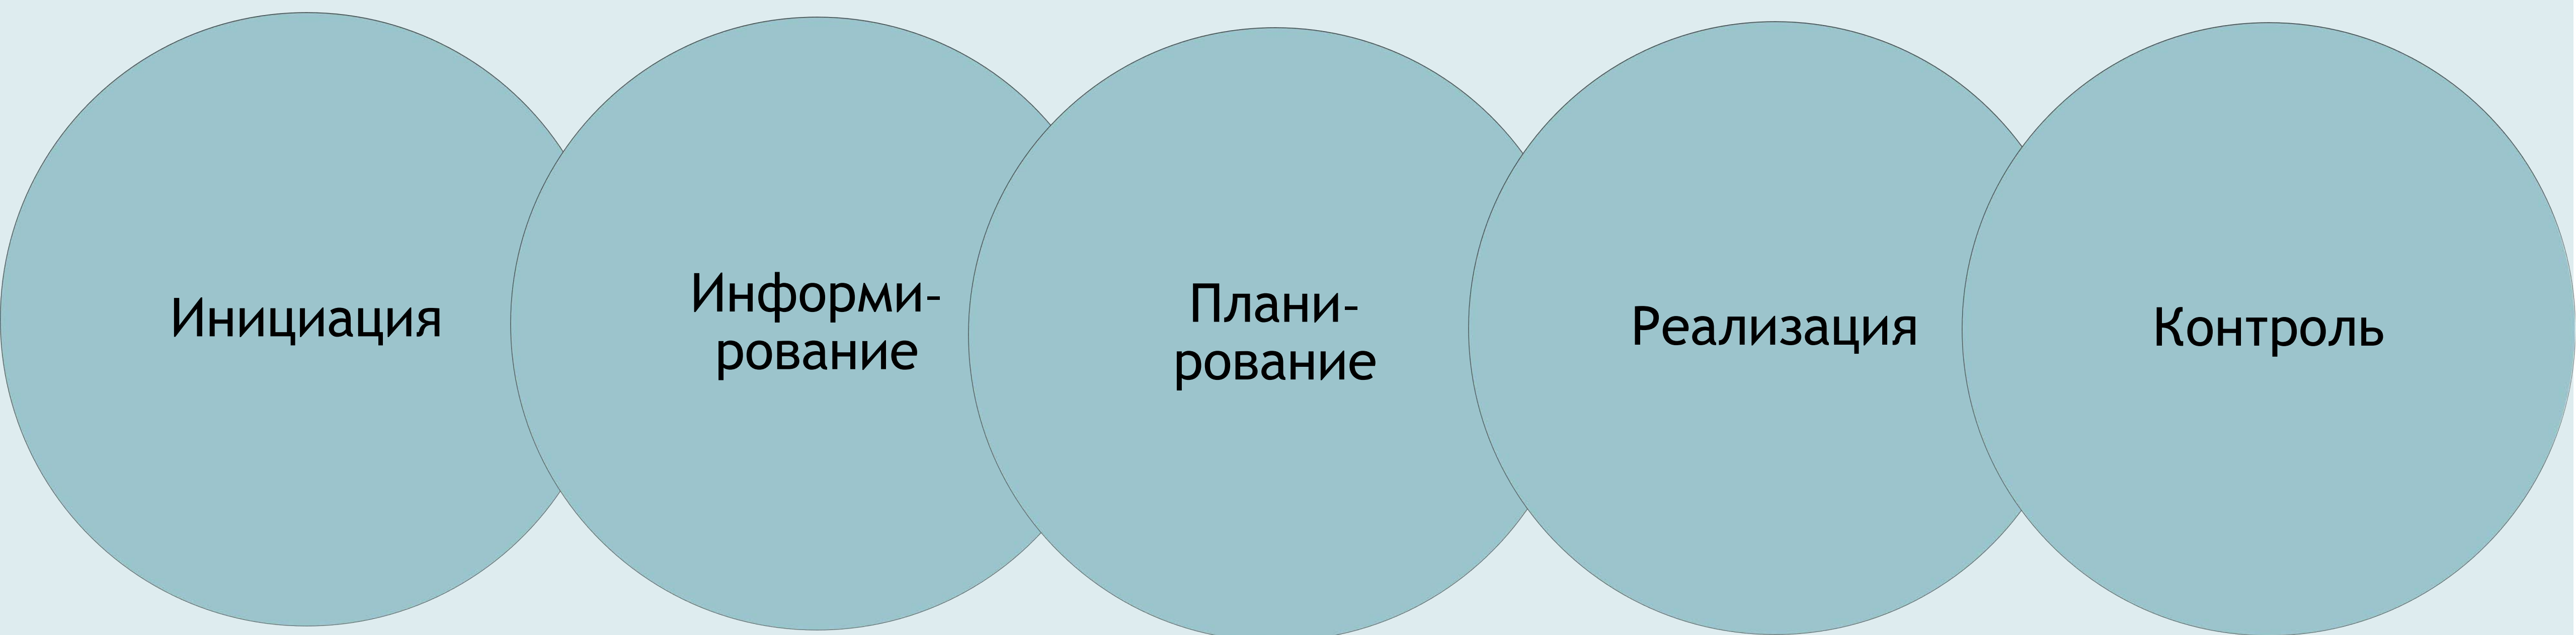 Инициация
Информи-
рование
Плани-
рование
Реализация
Контроль